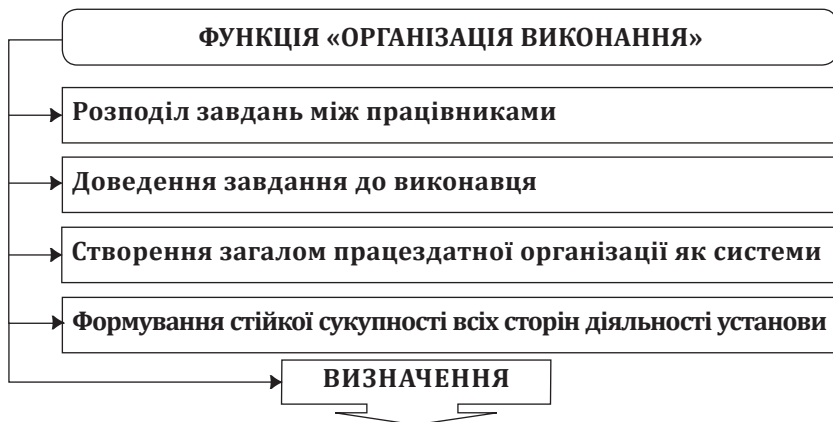 ФУНКЦІЯ «ОРГАНІЗАЦІЯ ВИКОНАННЯ»
Розподіл завдань між працівниками
Доведення завдання до виконавця
Створення загалом працездатної організації як системи
Формування стійкої сукупності всіх сторін діяльності установи
ВИЗНАЧЕННЯ